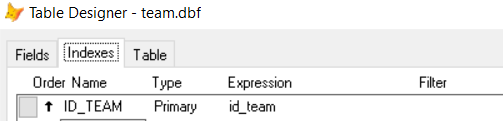 Table Designer - team.dbf
Fields Indexes Table
Order Name Type Expression Filter
ID_TEAM Primary id_team